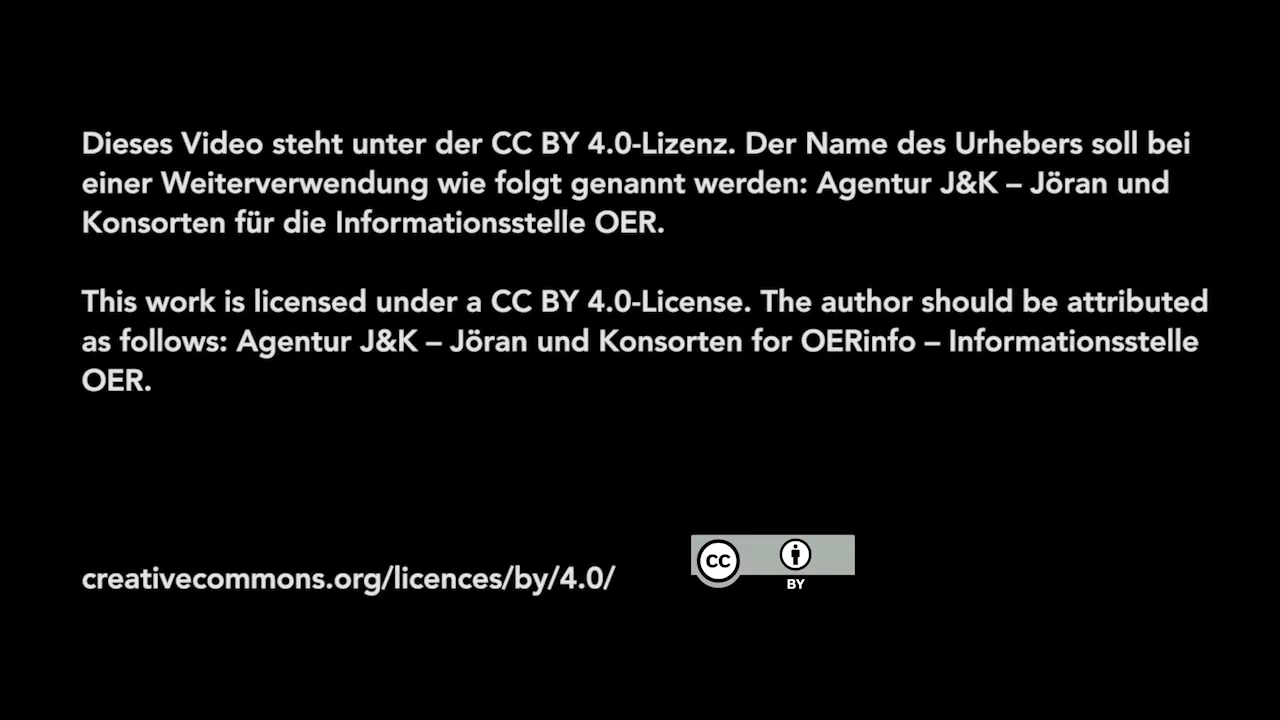 Dieses Video steht unter der CC BY 4.0-Lizenz. Der Name des Urhebers soll bei
einer Weiterverwendung wie folgt genannt werden: Agentur J&K – Jöran und
Konsorten für die Informationsstelle OER.
This work is licensed under a CC BY 4.0-License. The author should be attributed
as follows: Agentur J&K – Jöran und Konsorten for OERinfo – Informationsstelle
OER.
creativecommons.org/licences/by/4.0/
CC
BY